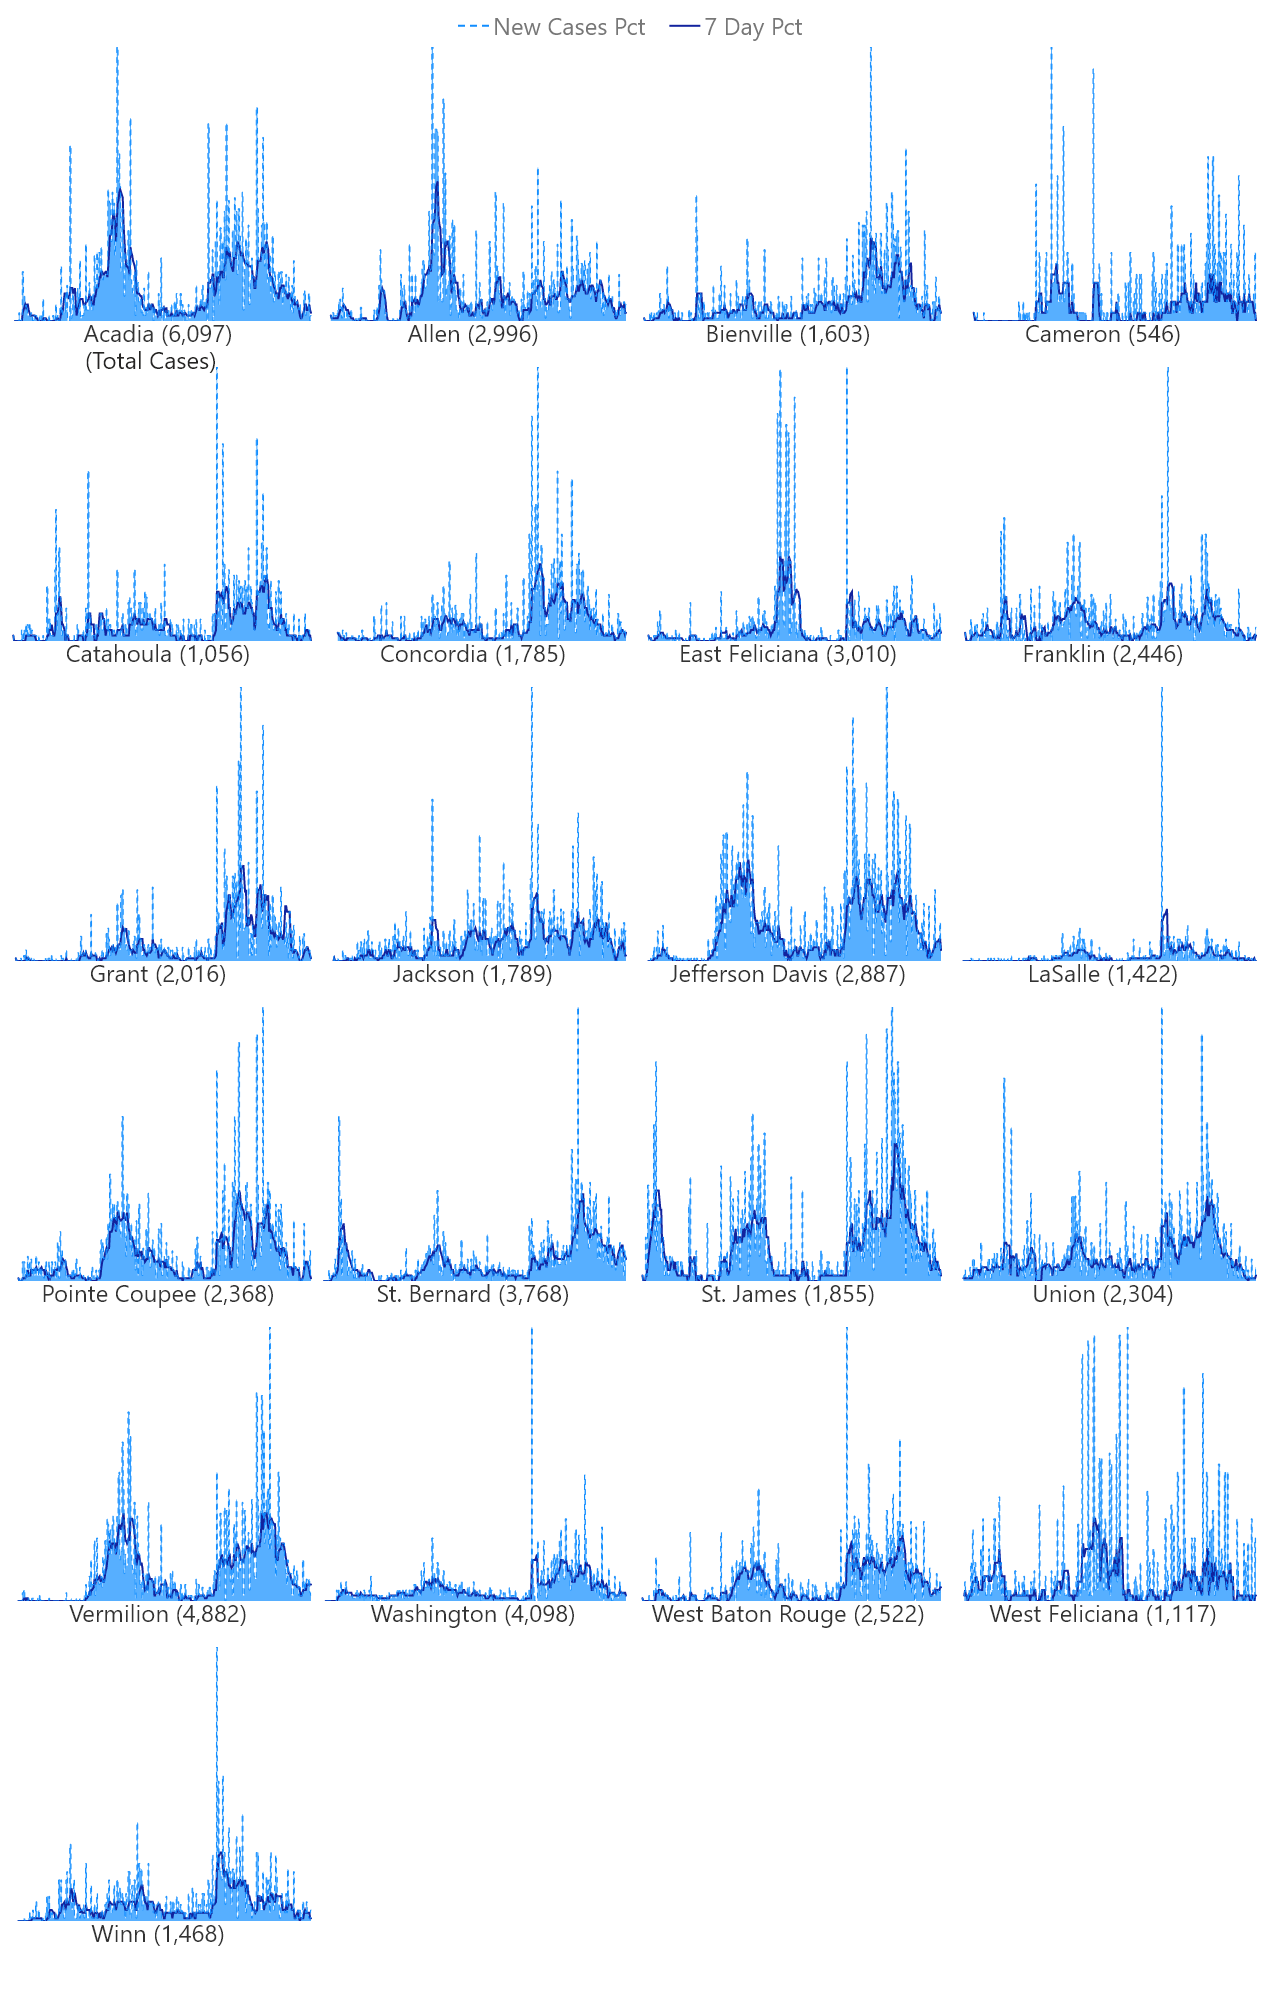 New Cases Pct 7 Day Pct
Acadia (6,097) Allen (2,996) Bienville (1,603) Cameron (546)
(Total Cases)
Catahoula (1,056) Concordia (1,785) East Feliciana (3,010) Franklin (2,446)
Grant (2,016) Jackson (1,789) Jefferson Davis (2,887) LaSalle (1,422)
Pointe Coupee (2,368) St. Bernard (3,768) St. James (1,855) Union (2,304)
Vermilion (4,882) Washington (4,098) West Baton Rouge (2,522) West Feliciana (1,117)
Winn (1,468)